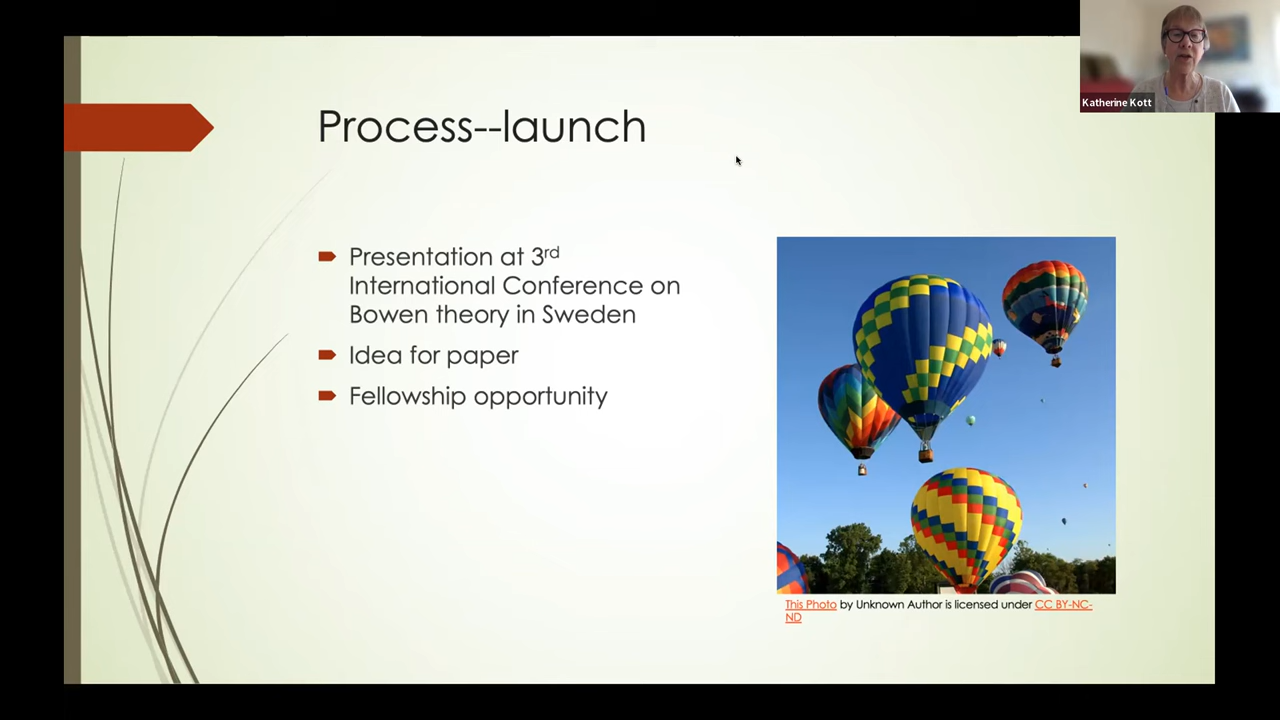 Katherine Kott
Process--launch
Presentation at 3rd
International Conference on
Bowen theory in Sweden
Idea for paper
Fellowship opportunity
This Photo by Unknown Author is licensed under CC BY-NC-
ND